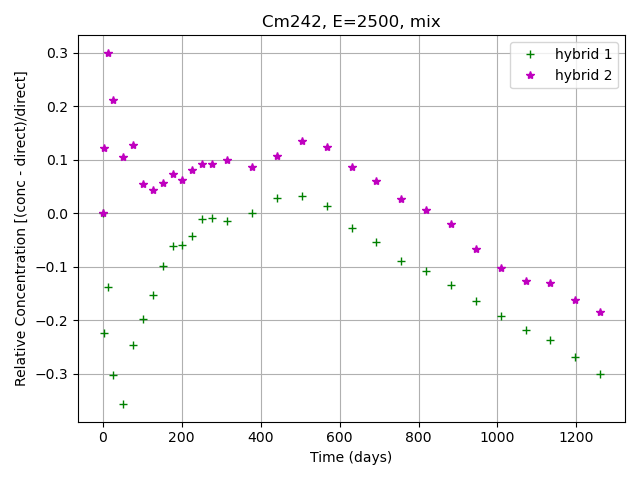 Cm242, E=2500, mix
hybrid 1
hybrid 2
Relative Concentration [(conc - direct)/direct]
0.3
0.2
0.1
0.0
−0.1
−0.2
−0.3
0 200 400 600 800 1000 1200
Time (days)